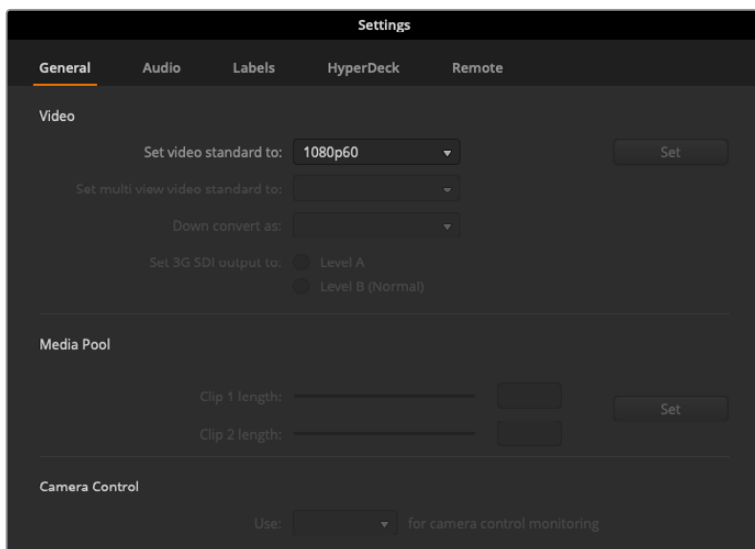 Settings
General Audio Labels HyperDeck Remote
Video
Set video standard to: 1080p60 Set
Set multi view video standard to:
Down convert as:
Set 3G SDI output to: Level A
Level B (Normal)
Media Pool
Clip 1 length:
Set
Clip 2 length:
Camera Control
Use: for camera control monitoring